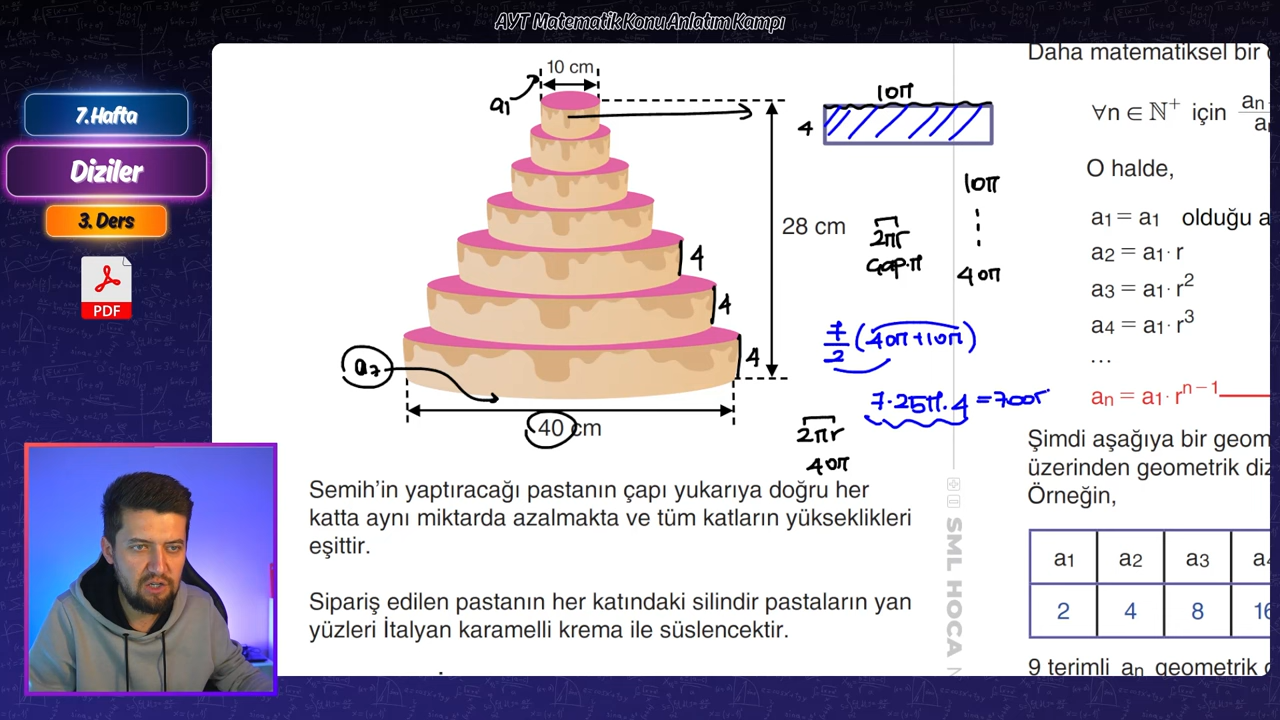 AYT Matematik Konu Anlatım Kampı
7. Hafta
Diziler
3. Ders
PDF
10 cm
a1
10π
4
28 cm
2πr
çap.π
10π
40π
4
4
4
7/2 (40π+10π)
7.25π.4 = 700π
a7
40 cm
2πr
40π
Semih'in yaptıracağı pastanın çapı yukarıya doğru her
katta aynı miktarda azalmakta ve tüm katların yükseklikleri
eşittir.
Sipariş edilen pastanın her katındaki silindir pastaların yan
yüzleri İtalyan karamelli krema ile süslencektir.
SML HOCA
Daha matematiksel bir
∀n ∈ N⁺ için an
O halde,
a1 = a1 olduğu a
a2 = a1· r
a3 = a1· r²
a4 = a1· r³
...
an = a1· rⁿ⁻¹
Şimdi aşağıya bir geom
üzerinden geometrik diz
Örneğin,
a1 a2 a3 a4
2 4 8 16
9 terimli an geometrik